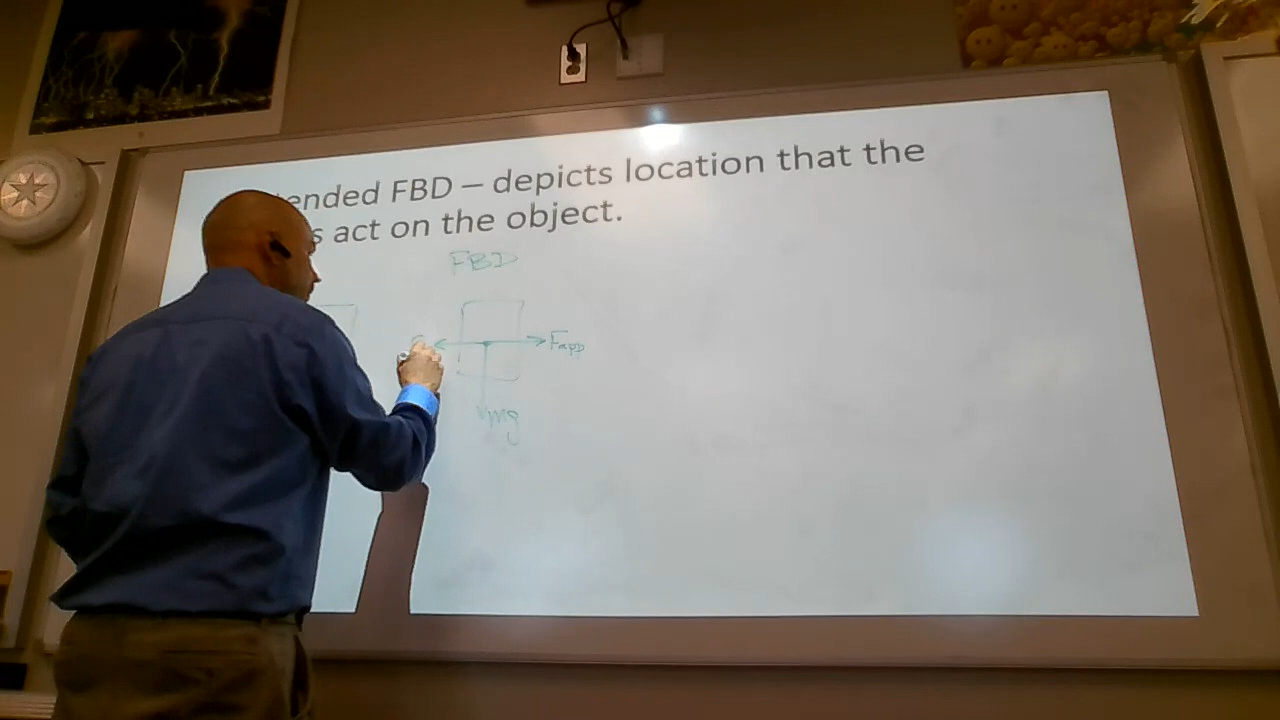 ended FBD – depicts location that the
s act on the object.
FBD
Fapp
mg